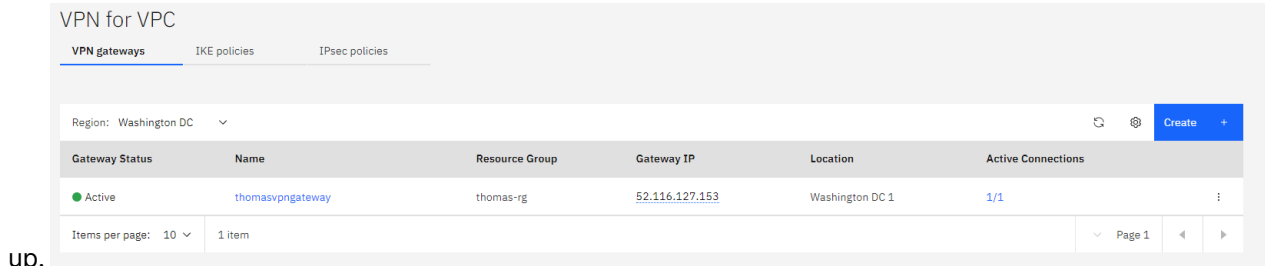 VPN for VPC
VPN gateways IKE policies IPsec policies
Region: Washington DC Create +
Gateway Status Name Resource Group Gateway IP Location Active Connections
Active thomasvpngateway thomas-rg 52.116.127.153 Washington DC 1 1/1
Items per page: 10 1 item Page 1
up.